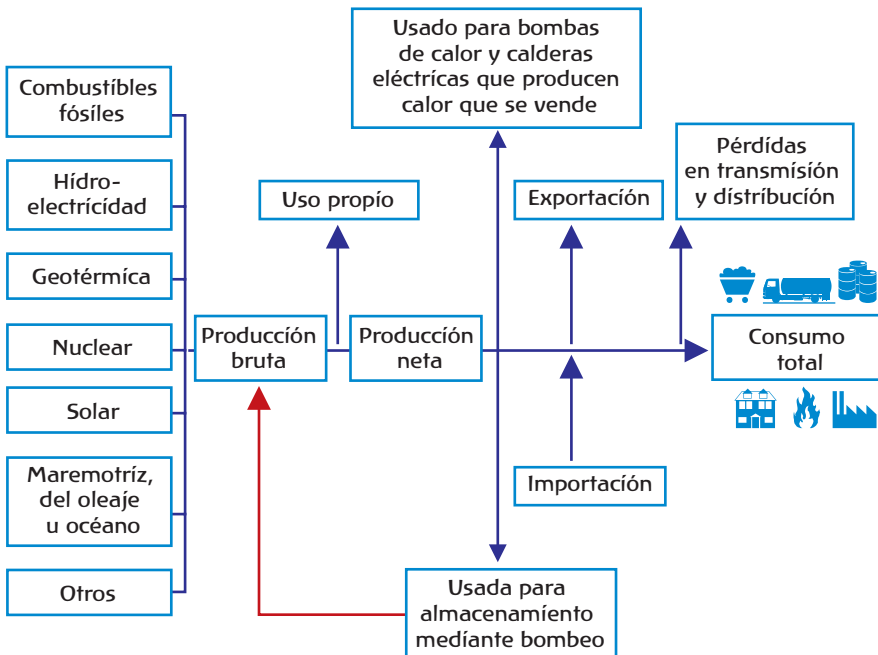 Usado para bombas
de calor y calderas
eléctricas que producen
calor que se vende
Combustibles
fósiles
Pérdidas
en transmisión
y distribución
Hidro-
electricidad
Uso propio
Exportación
Geotérmica
Producción
bruta
Producción
neta
Consumo
total
Nuclear
Solar
Maremotriz,
del oleaje
u océano
Importación
Otros
Usada para
almacenamiento
mediante bombeo